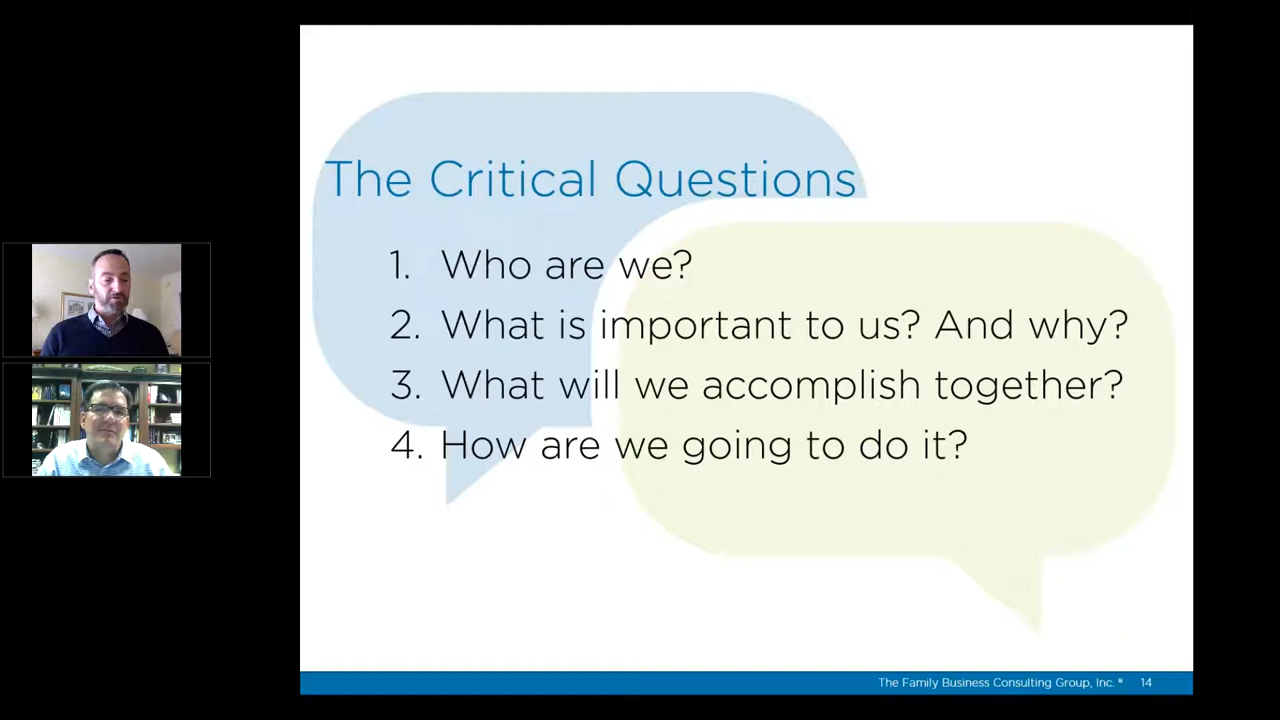 The Critical Questions
1. Who are we?
2. What is important to us? And why?
3. What will we accomplish together?
4. How are we going to do it?
The Family Business Consulting Group, Inc.® 14